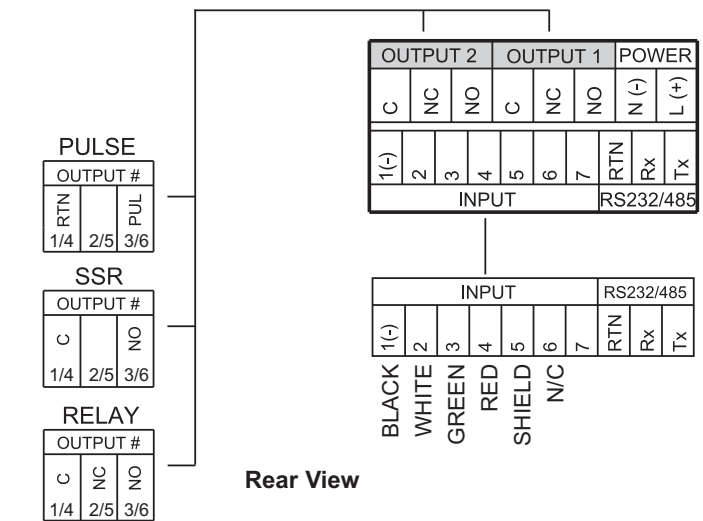 OUTPUT 2 OUTPUT 1 POWER
C NC NO C NC NO N (-) L (+)
1(-) 2 3 4 5 6 7 RTN Rx Tx
INPUT RS232/485
PULSE
OUTPUT #
RTN PUL
1/4 2/5 3/6
SSR
OUTPUT #
C NO
1/4 2/5 3/6
RELAY
OUTPUT #
C NC NO
1/4 2/5 3/6
INPUT RS232/485
1(-) 2 3 4 5 6 7 RTN Rx Tx
BLACK WHITE GREEN RED SHIELD N/C
Rear View